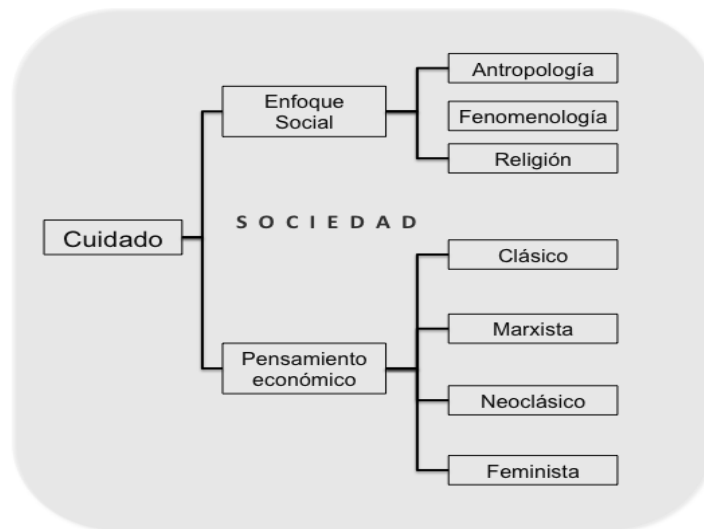 Antropología
Enfoque
Social
Fenomenología
Religión
S O C I E D A D
Cuidado
Clásico
Marxista
Pensamiento
económico
Neoclásico
Feminista